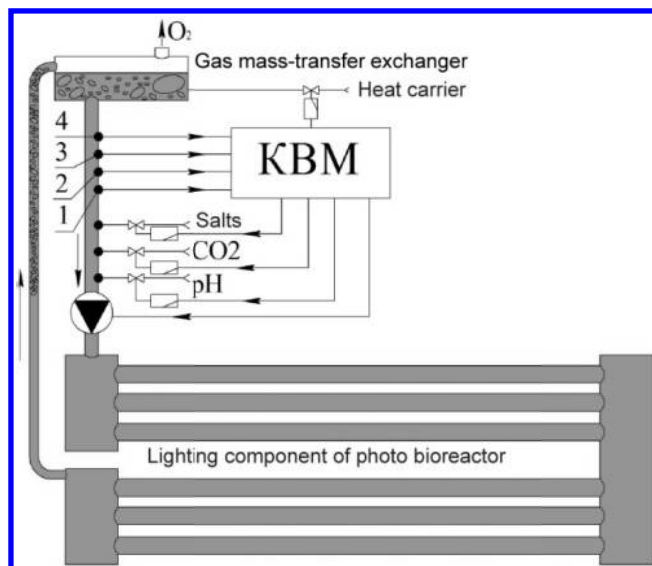 O₂
Gas mass-transfer exchanger
Heat carrier
4
3
КВМ
2
1
Salts
CO2
pH
Lighting component of photo bioreactor